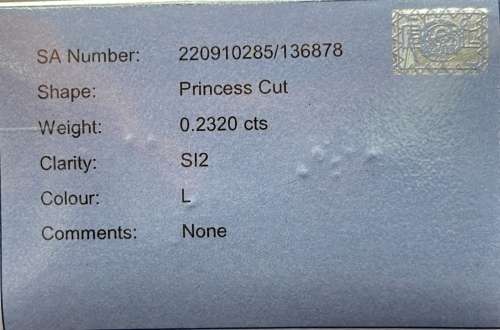 SA Number: 220910285/136878
Shape: Princess Cut
Weight: 0.2320 cts
Clarity: SI2
Colour: L
Comments: None